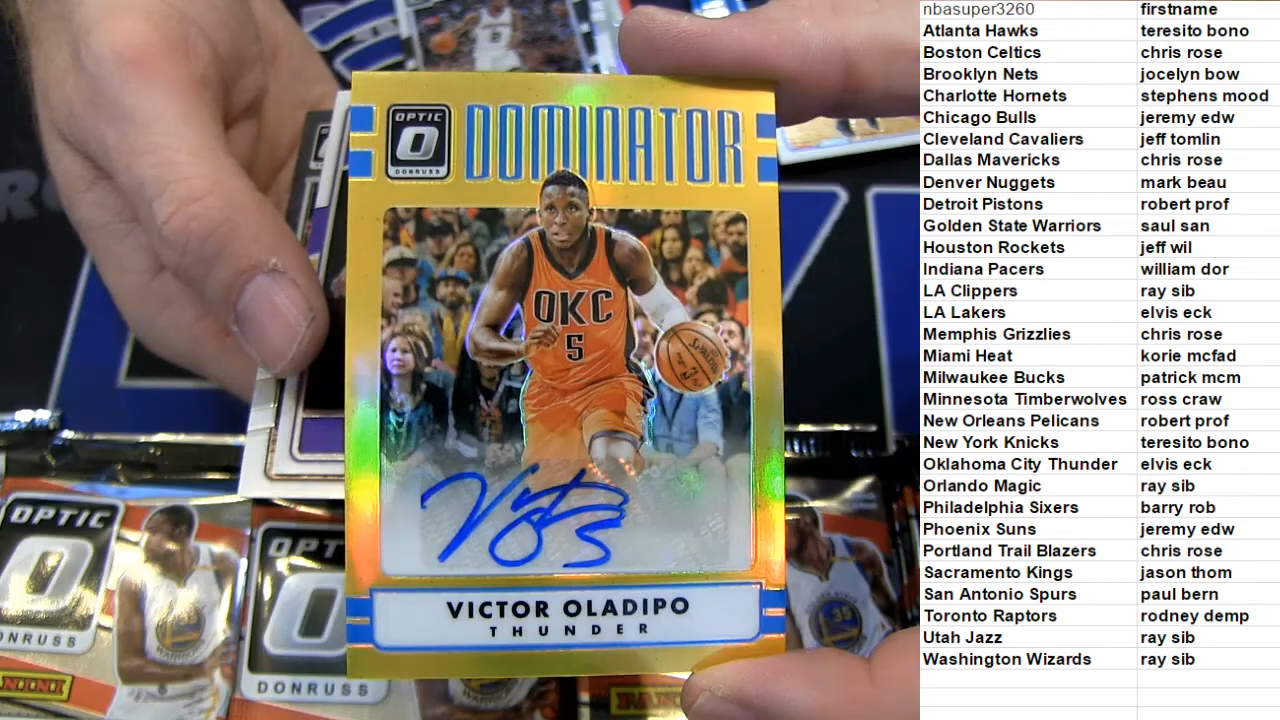 OPTIC
DONRUSS
DOMINATOR
OKC
5
SPALDING
VICTOR OLADIPO
THUNDER
OPTIC
DONRUSS
PANINI
OPT
DONRUSS
nbasuper3260 firstname
Atlanta Hawks teresito bono
Boston Celtics chris rose
Brooklyn Nets jocelyn bow
Charlotte Hornets stephens mood
Chicago Bulls jeremy edw
Cleveland Cavaliers jeff tomlin
Dallas Mavericks chris rose
Denver Nuggets mark beau
Detroit Pistons robert prof
Golden State Warriors saul san
Houston Rockets jeff wil
Indiana Pacers william dor
LA Clippers ray sib
LA Lakers elvis eck
Memphis Grizzlies chris rose
Miami Heat korie mcfad
Milwaukee Bucks patrick mcm
Minnesota Timberwolves ross craw
New Orleans Pelicans robert prof
New York Knicks teresito bono
Oklahoma City Thunder elvis eck
Orlando Magic ray sib
Philadelphia Sixers barry rob
Phoenix Suns jeremy edw
Portland Trail Blazers chris rose
Sacramento Kings jason thom
San Antonio Spurs paul bern
Toronto Raptors rodney demp
Utah Jazz ray sib
Washington Wizards ray sib